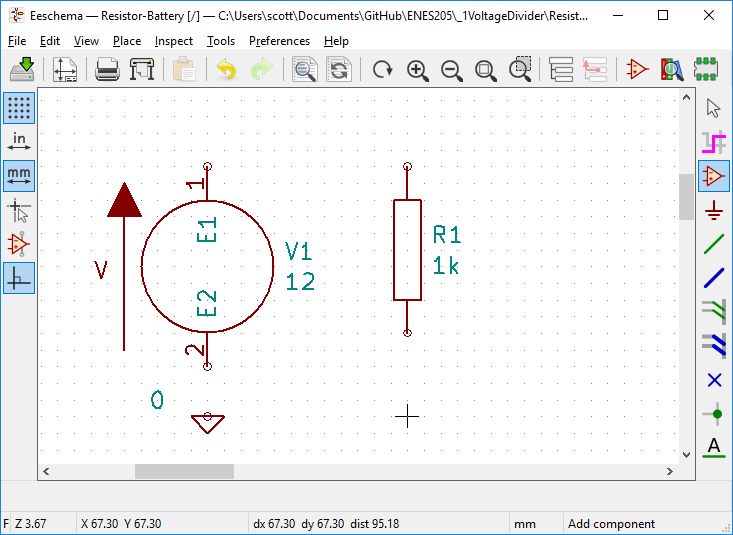 Eeschema — Resistor-Battery [/] — C:\Users\scott\Documents\GitHub\ENES205\_1VoltageDivider\Resist...
File Edit View Place Inspect Tools Preferences Help
in
mm
A
1
E1
V
V1
12
E2
2
0
R1
1k
F Z 3.67 X 67.30 Y 67.30 dx 67.30 dy 67.30 dist 95.18 mm Add component